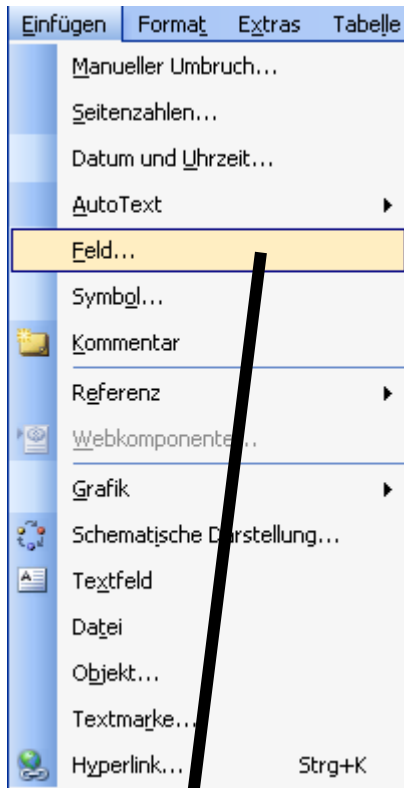 Einfügen Format Extras Tabelle
Manueller Umbruch...
Seitenzahlen...
Datum und Uhrzeit...
AutoText
Feld...
Symbol...
Kommentar
Referenz
Webkomponente...
Grafik
Schematische Darstellung...
Textfeld
Datei
Objekt...
Textmarke...
Hyperlink... Strg+K